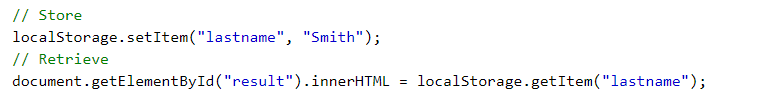 // Store
localStorage.setItem("lastname", "Smith");
// Retrieve
document.getElementById("result").innerHTML = localStorage.getItem("lastname");